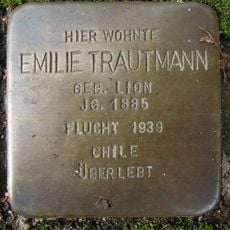 HIER WOHNTE
EMILIE TRAUTMANN
GEB. LION
JG. 1885
FLUCHT 1939
CHILE
ÜBERLEBT